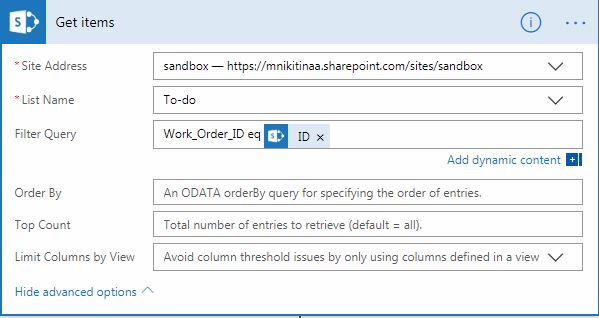 Get items
* Site Address
sandbox — https://mnikitinaa.sharepoint.com/sites/sandbox
* List Name
To-do
Filter Query
Work_Order_ID eq S ID ×
Add dynamic content +
Order By
An ODATA orderBy query for specifying the order of entries.
Top Count
Total number of entries to retrieve (default = all).
Limit Columns by View
Avoid column threshold issues by only using columns defined in a view
Hide advanced options